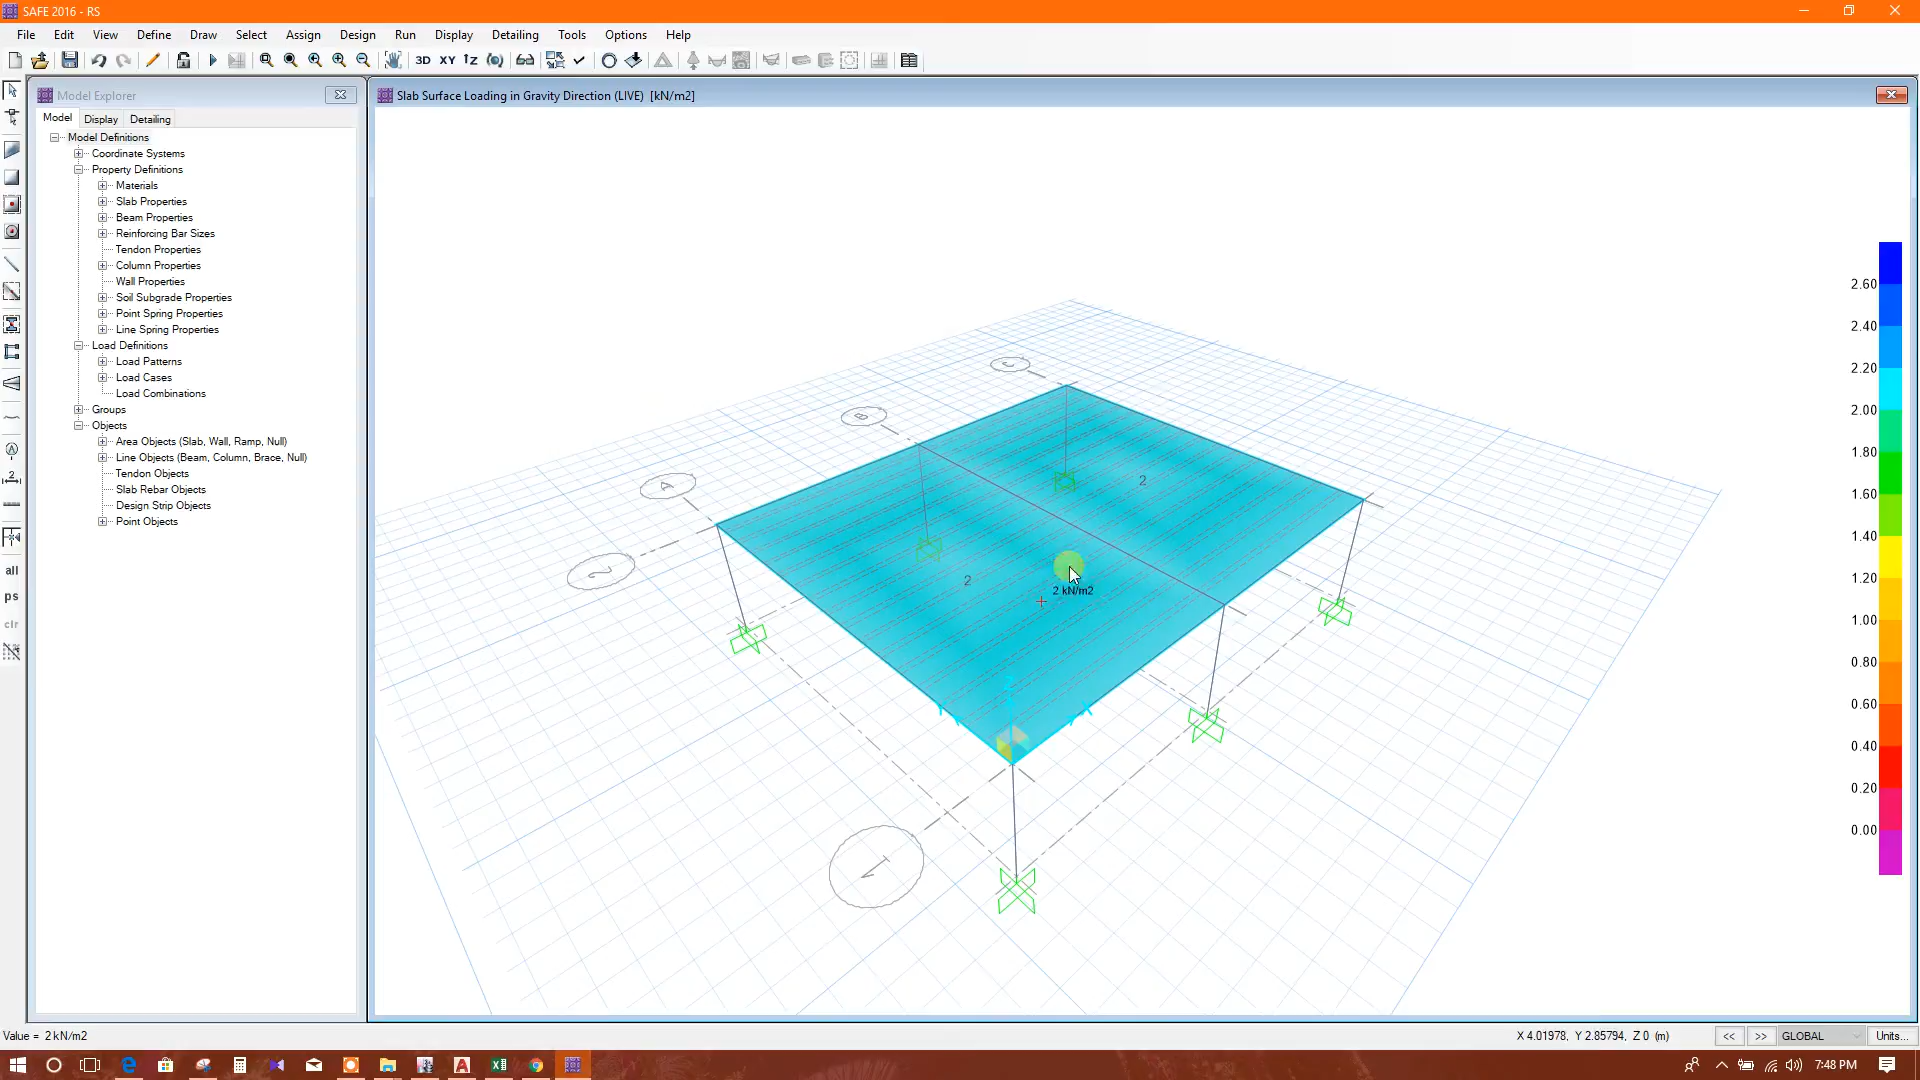 SAFE 2016 - RS
File Edit View Define Draw Select Assign Design Run Display Detailing Tools Options Help
3D XY
Model Explorer
Model Display Detailing
Model Definitions
Coordinate Systems
Property Definitions
Materials
Slab Properties
Beam Properties
Reinforcing Bar Sizes
Tendon Properties
Column Properties
Wall Properties
Soil Subgrade Properties
Point Spring Properties
Line Spring Properties
Load Definitions
Load Patterns
Load Cases
Load Combinations
Groups
Objects
Area Objects (Slab, Wall, Ramp, Null)
Line Objects (Beam, Column, Brace, Null)
Tendon Objects
Slab Rebar Objects
Design Strip Objects
Point Objects
all
ps
clr
Slab Surface Loading in Gravity Direction (LIVE) [kN/m2]
C
B
A
2
1
2
2
2 kN/m2
Z
Y
X
2.60
2.40
2.20
2.00
1.80
1.60
1.40
1.20
1.00
0.80
0.60
0.40
0.20
0.00
Value = 2 kN/m2
X 4.01978, Y 2.85794, Z 0 (m)
<< >> GLOBAL Units...
7:48 PM